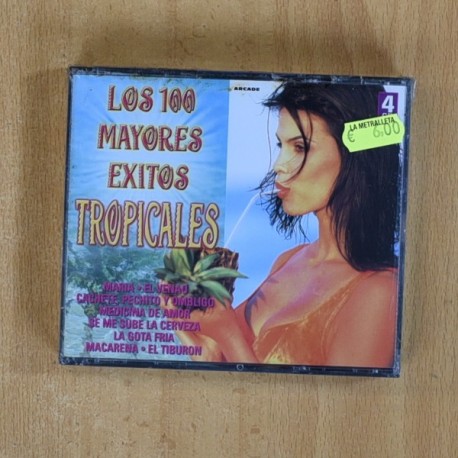 LOS 100
MAYORES
EXITOS
TROPICALES
MARIA • EL VENAO
CACHETE, PECHITO Y OMBLIGO
MEDICINA DE AMOR
SE ME SUBE LA CERVEZA
LA GOTA FRIA
MACARENA • EL TIBURON
ARCADE
4
LA METRALLETA
€ 6.00